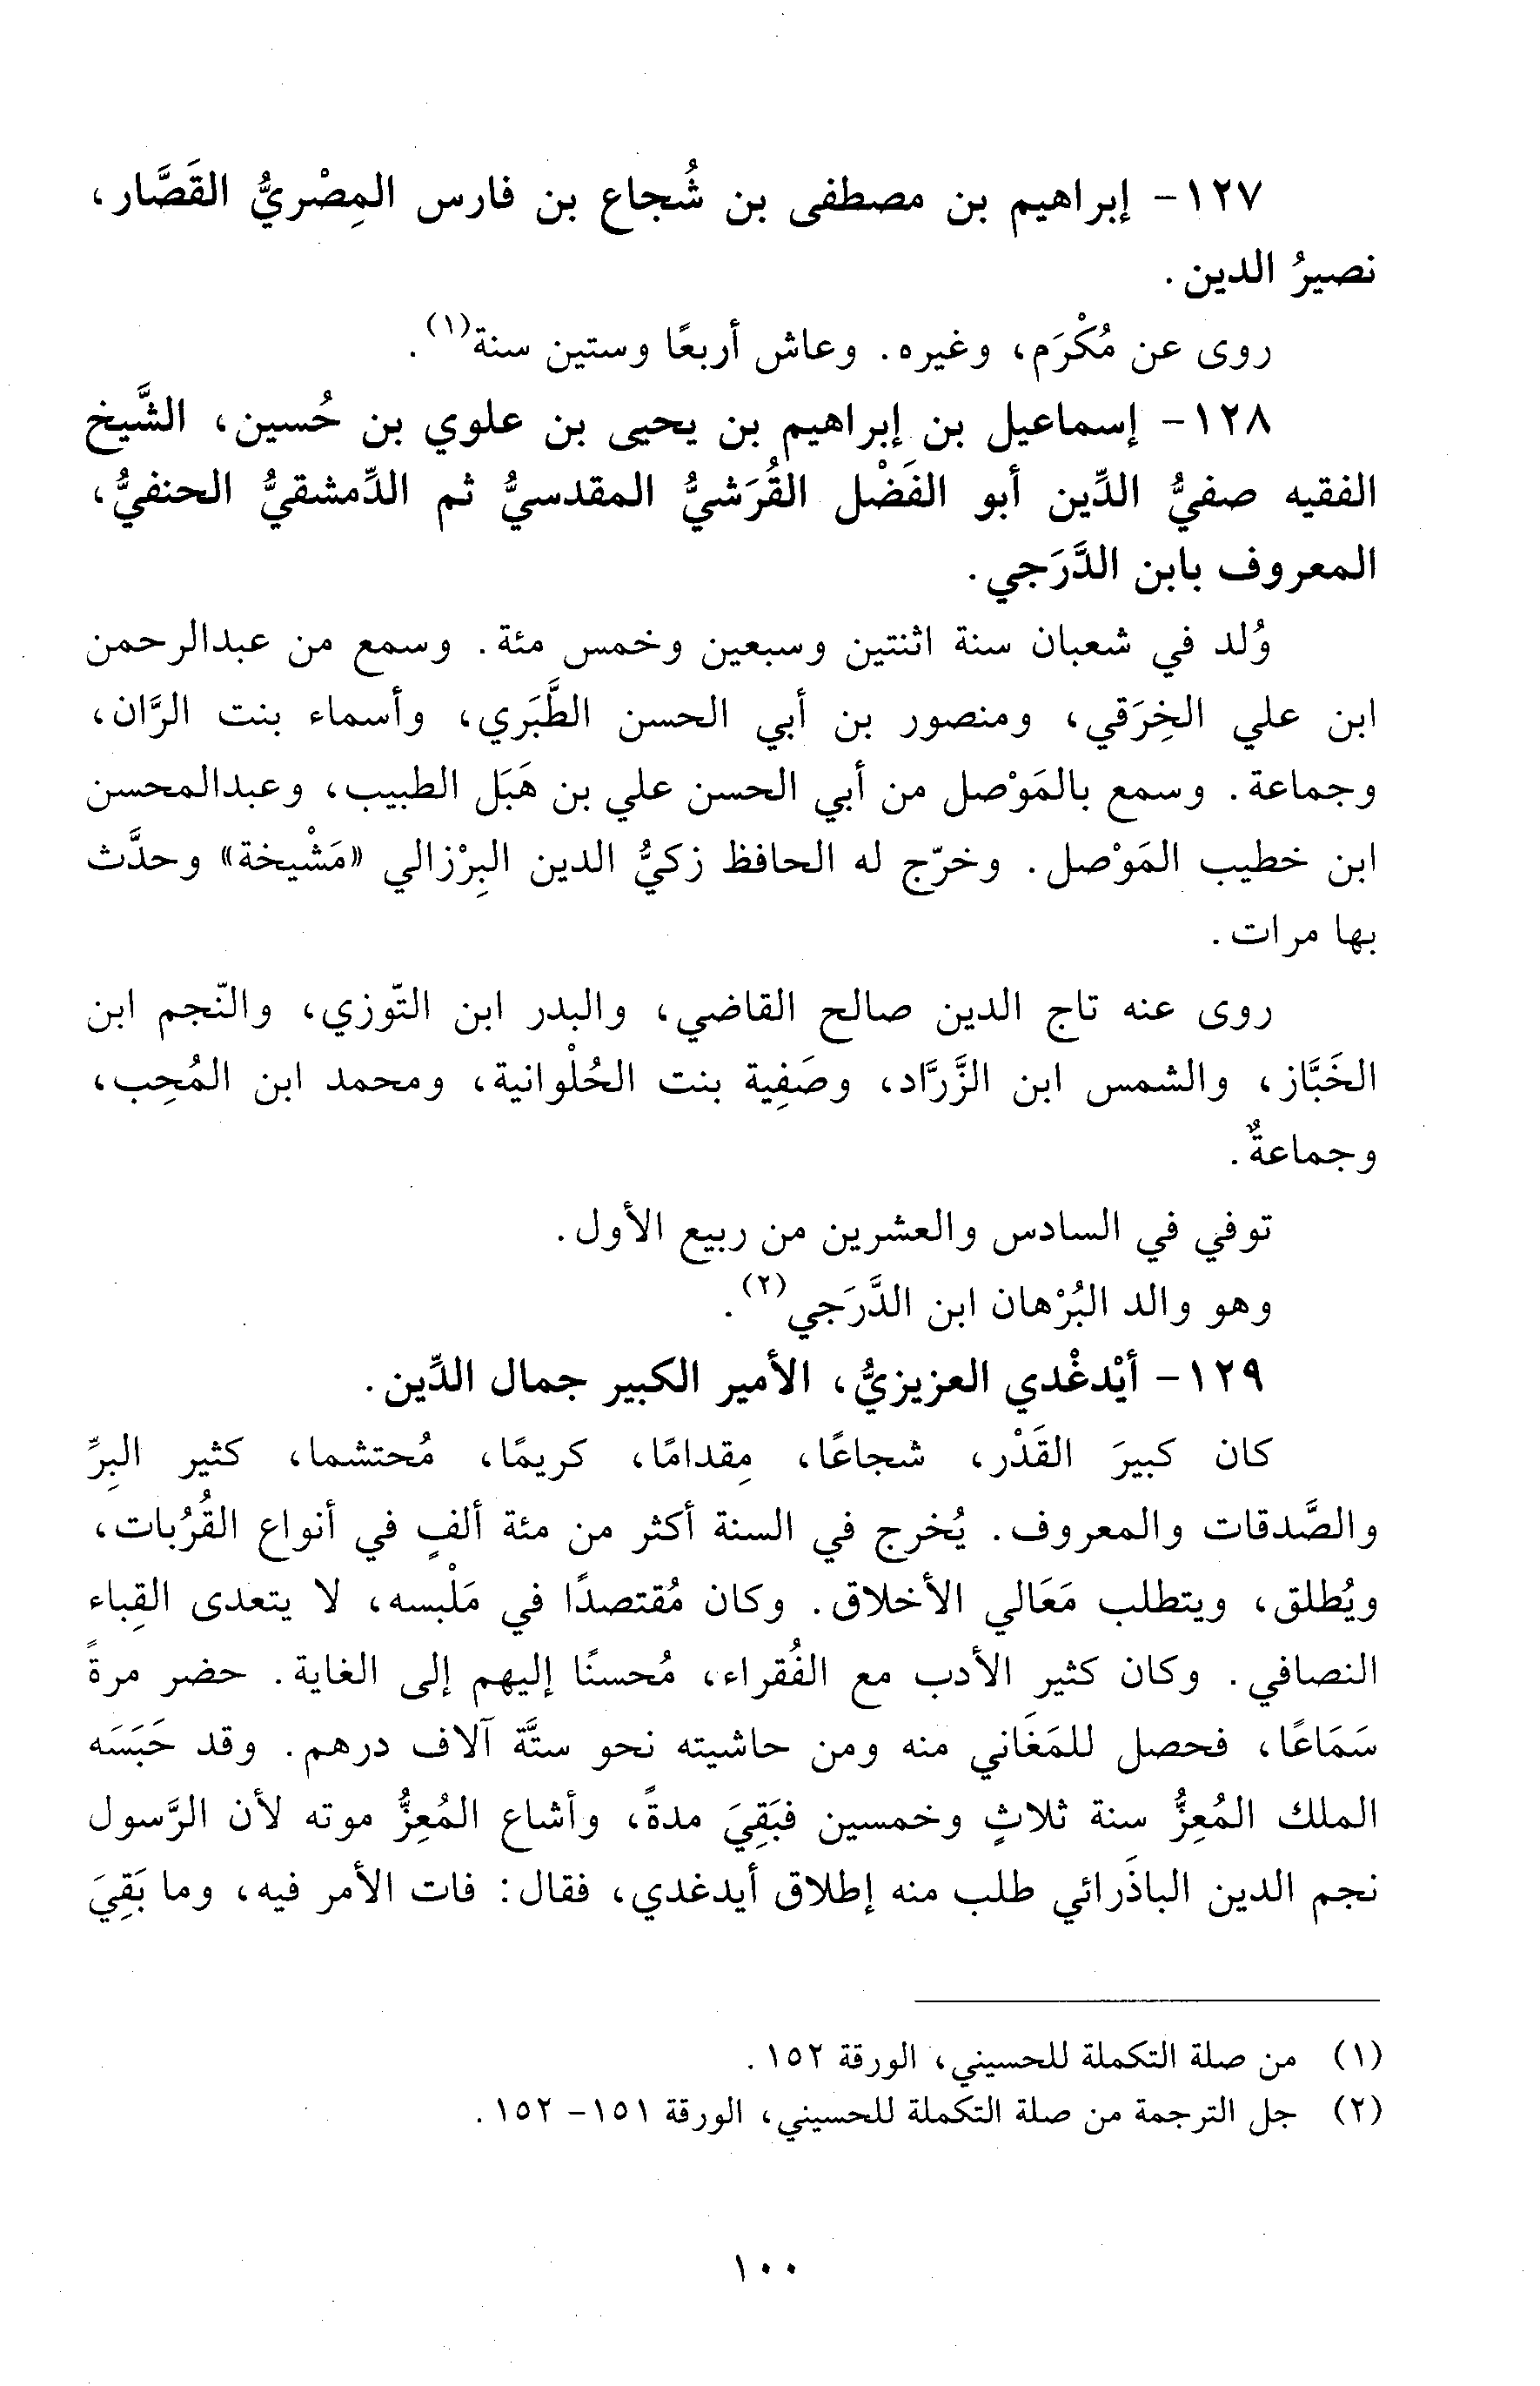 ١٢٧- إبراهيم بن مصطفى بن شُجاع بن فارس المِصْريُّ القَصَّار،
نصيرُ الدين.
روى عن مُكْرَم، وغيره. وعاش أربعًا وستين سنة(١).
١٢٨- إسماعيل بن إبراهيم بن يحيى بن علوي بن حُسين، الشَّيخ
الفقيه صفيُّ الدِّين أبو الفَضْل القُرَشيُّ المقدسيُّ ثم الدِّمشقيُّ الحنفيُّ،
المعروف بابن الدَّرَجي.
وُلد في شعبان سنة اثنتين وسبعين وخمس مئة. وسمع من عبدالرحمن
ابن علي الخِرَقي، ومنصور بن أبي الحسن الطَّبَري، وأسماء بنت الرَّان،
وجماعة. وسمع بالمَوْصل من أبي الحسن علي بن هَبَل الطبيب، وعبدالمحسن
ابن خطيب المَوْصل. وخرّج له الحافظ زكيُّ الدين البِرْزالي «مَشْيخة» وحدَّث
بها مرات.
روى عنه تاج الدين صالح القاضي، والبدر ابن التّوزي، والنّجم ابن
الخَبَّاز، والشمس ابن الزَّرَّاد، وصَفِية بنت الحُلْوانية، ومحمد ابن المُحِب،
وجماعةٌ.
توفي في السادس والعشرين من ربيع الأول.
وهو والد البُرْهان ابن الدَّرَجي(٢).
١٢٩- أيْدغْدي العزيزيُّ، الأمير الكبير جمال الدِّين.
كان كبيرَ القَدْر، شجاعًا، مِقدامًا، كريمًا، مُحتشما، كثير البِرِّ
والصَّدقات والمعروف. يُخرج في السنة أكثر من مئة ألفٍ في أنواع القُرُبات،
ويُطلق، ويتطلب مَعَالي الأخلاق. وكان مُقتصدًا في مَلْبسه، لا يتعدى القِباء
النصافي. وكان كثير الأدب مع الفُقراء، مُحسنًا إليهم إلى الغاية. حضر مرةً
سَمَاعًا، فحصل للمَغَاني منه ومن حاشيته نحو ستَّة آلاف درهم. وقد حَبَسَه
الملك المُعِزُّ سنة ثلاثٍ وخمسين فبَقِيَ مدةً، وأشاع المُعِزُّ موته لأن الرَّسول
نجم الدين الباذَرائي طلب منه إطلاق أيدغدي، فقال: فات الأمر فيه، وما بَقِيَ
(١) من صلة التكملة للحسيني، الورقة ١٥٢.
(٢) جل الترجمة من صلة التكملة للحسيني، الورقة ١٥١- ١٥٢.
١٠٠